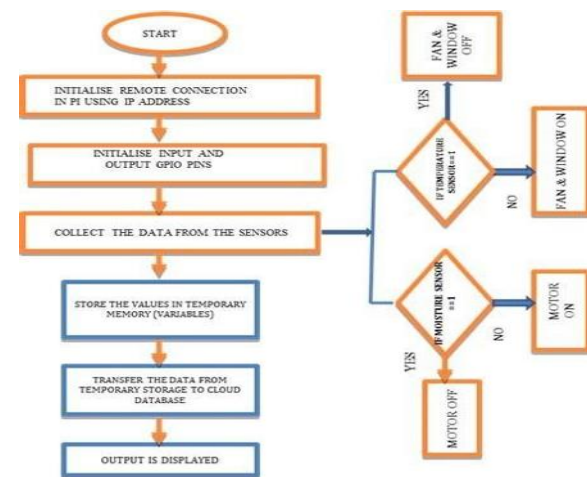 START
INITIALISE REMOTE CONNECTION
IN PI USING IP ADDRESS
INITIALISE INPUT AND
OUTPUT GPIO PINS
COLLECT THE DATA FROM THE SENSORS
STORE THE VALUES IN TEMPORARY
MEMORY (VARIABLES)
TRANSFER THE DATA FROM
TEMPORARY STORAGE TO CLOUD
DATABASE
OUTPUT IS DISPLAYED
FAN &
WINDOW
OFF
YES
IF TEMPERATURE
SENSOR==1
NO
FAN & WINDOW ON
IF MOISTURE SENSOR
==1
NO
MOTOR
ON
YES
MOTOR OFF